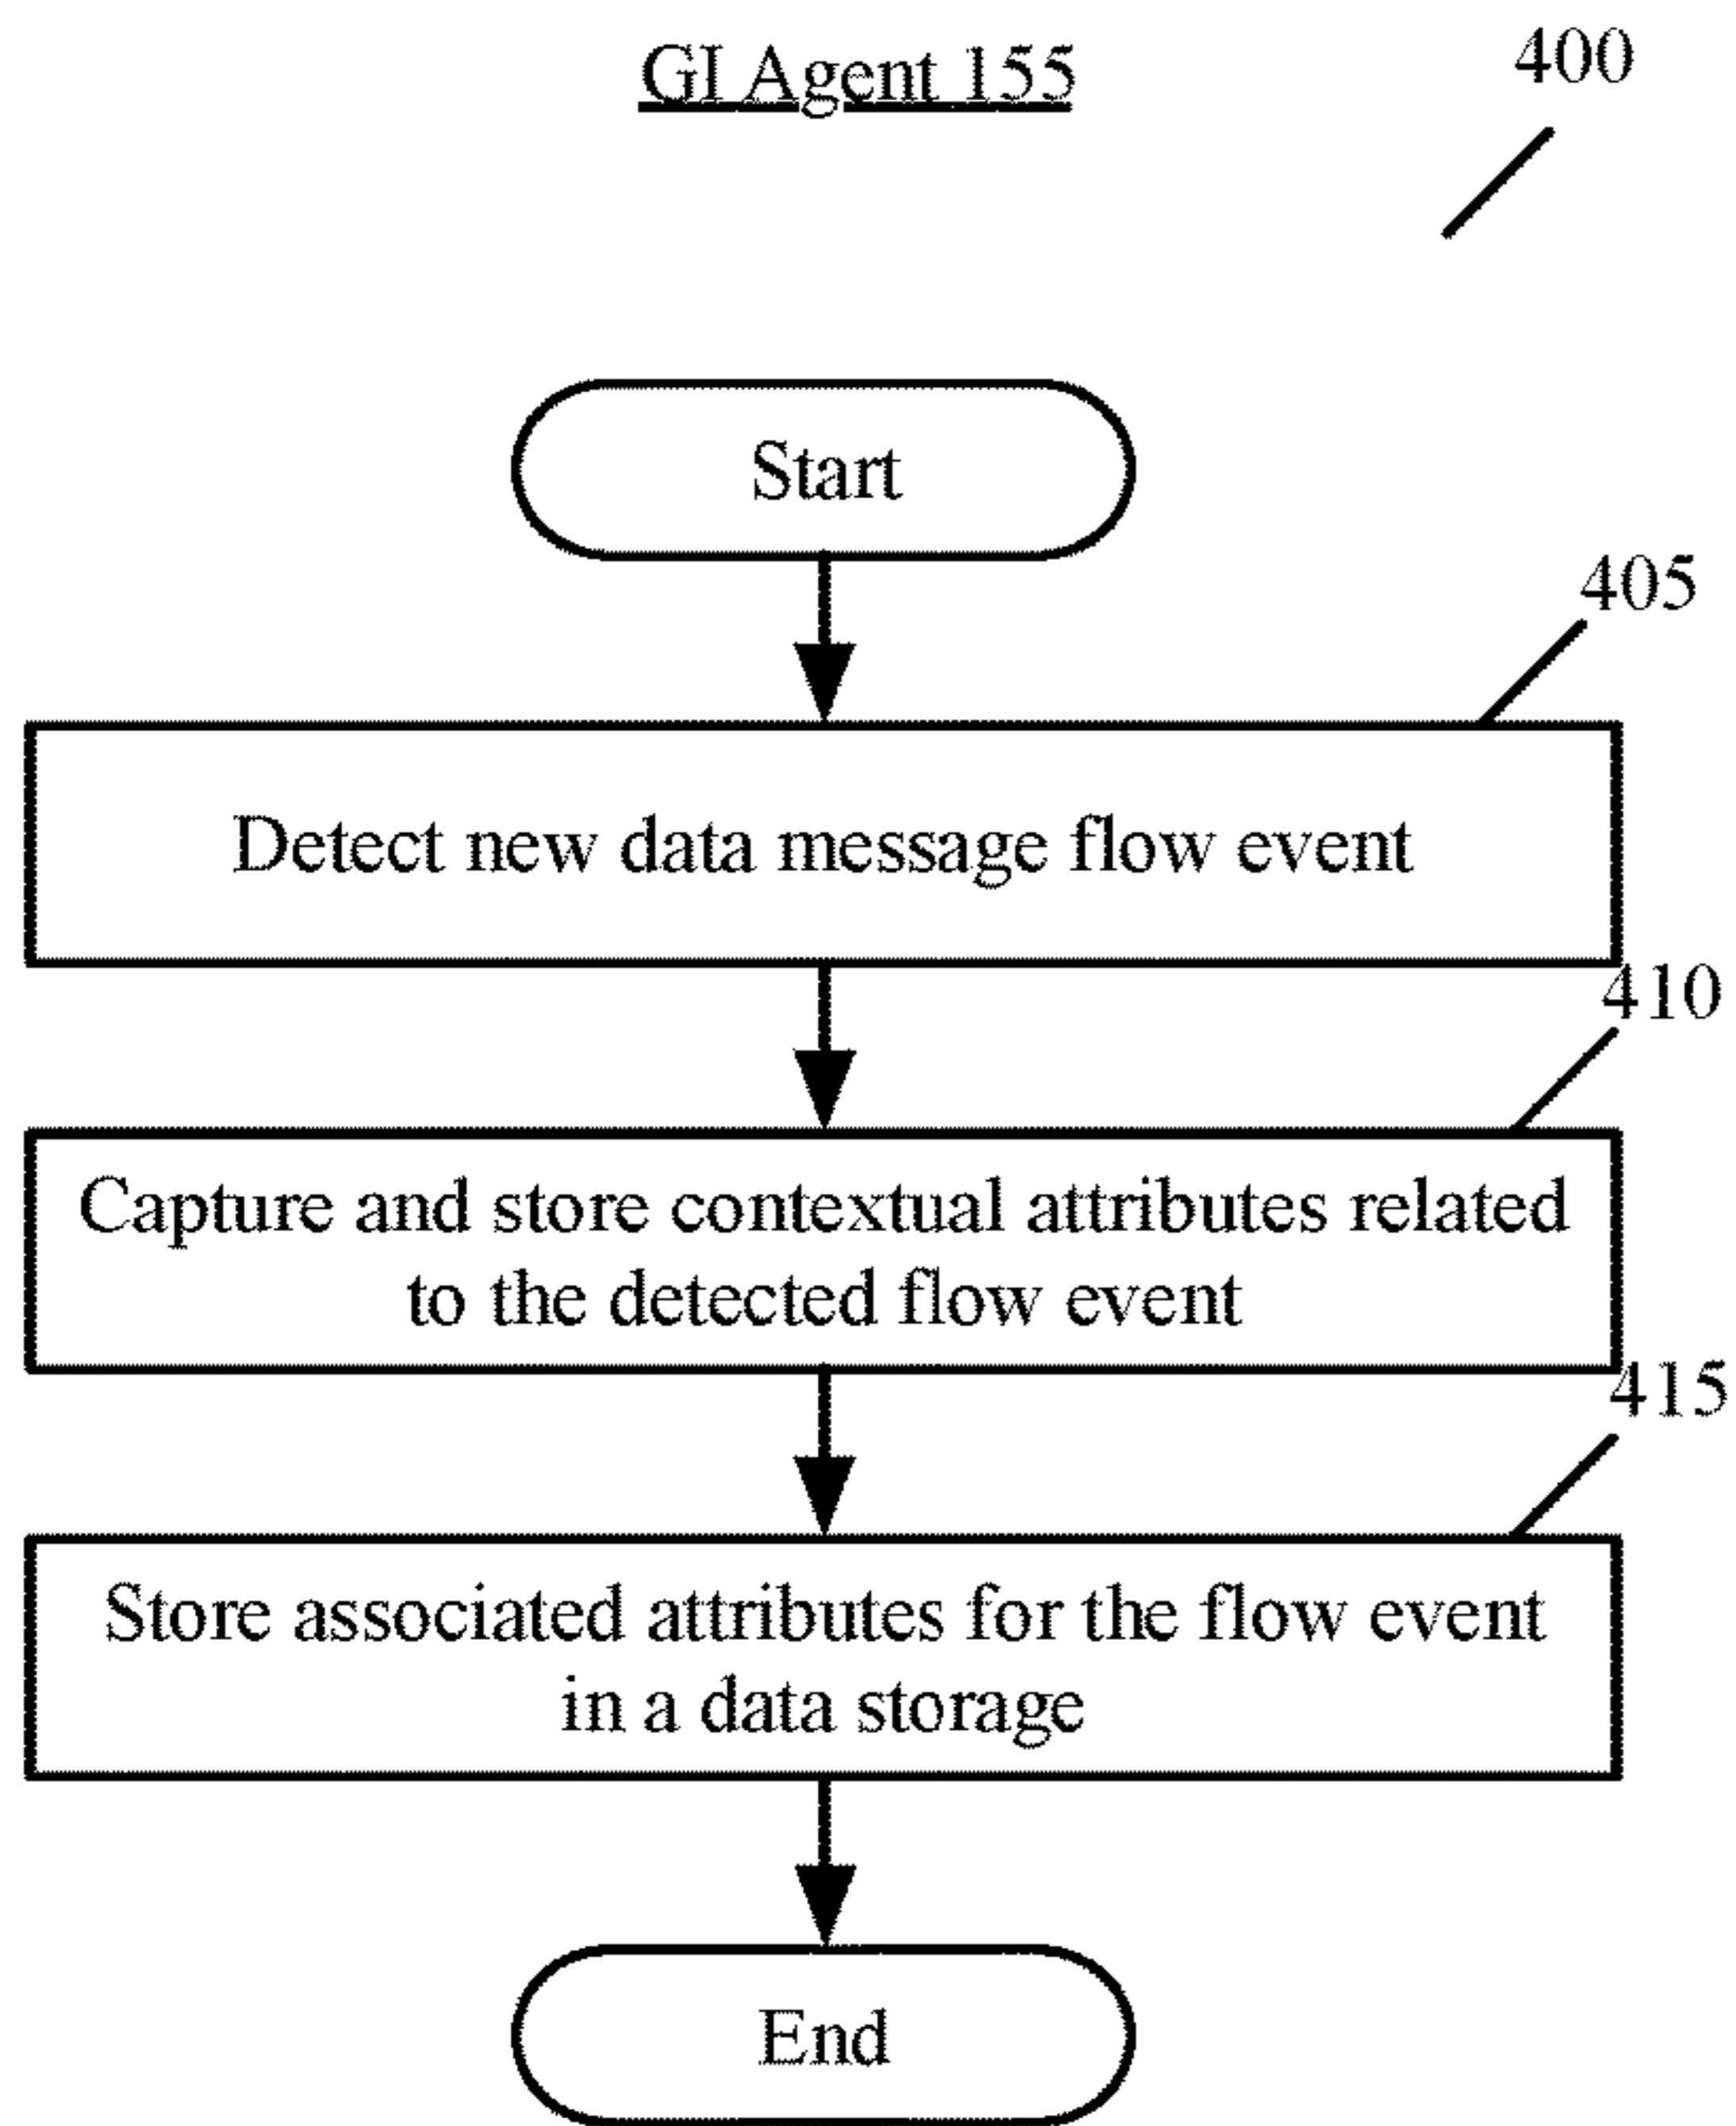 GI Agent 155
400
Start
405
Detect new data message flow event
410
Capture and store contextual attributes related
to the detected flow event
415
Store associated attributes for the flow event
in a data storage
End